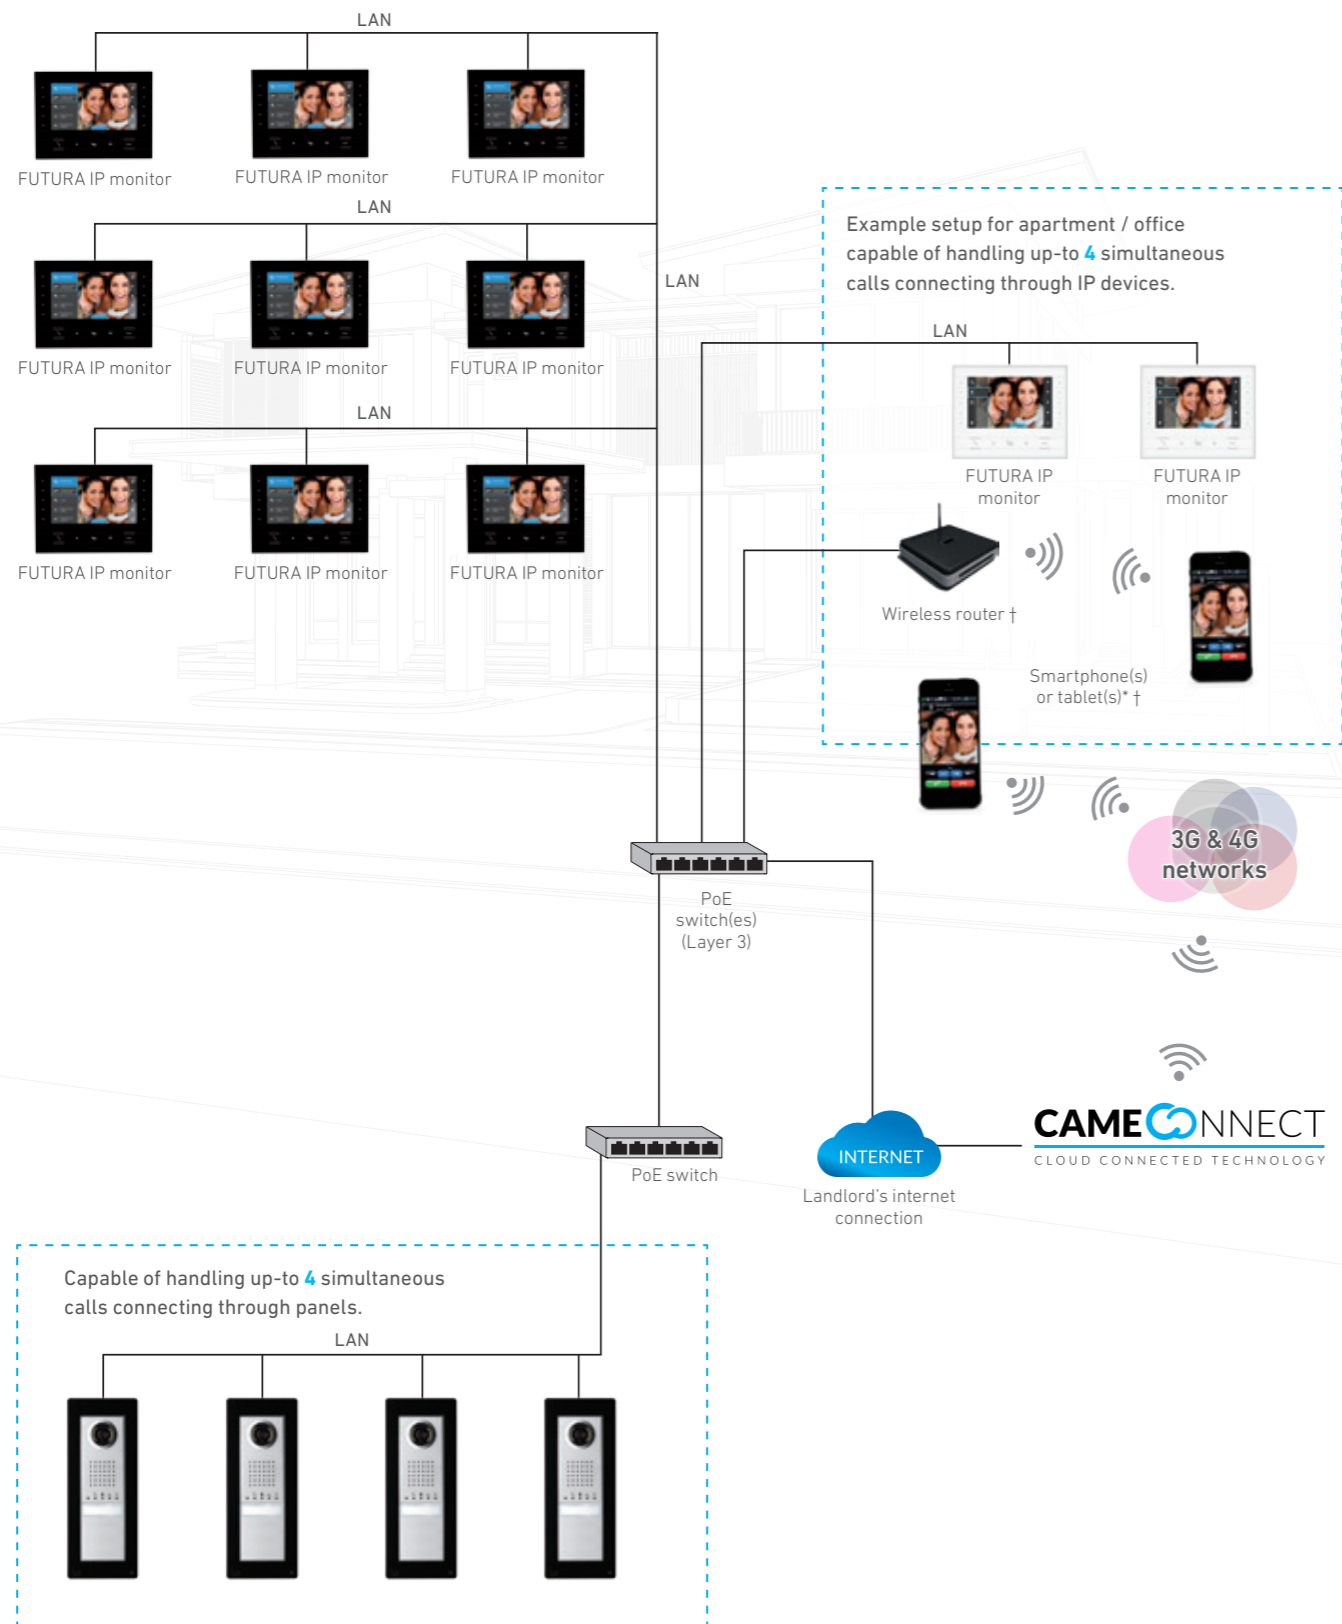 LAN
FUTURA IP monitor
FUTURA IP monitor
FUTURA IP monitor
LAN
FUTURA IP monitor
FUTURA IP monitor
FUTURA IP monitor
LAN
LAN
FUTURA IP monitor
FUTURA IP monitor
FUTURA IP monitor
Example setup for apartment / office
capable of handling up-to 4 simultaneous
calls connecting through IP devices.
LAN
FUTURA IP
monitor
FUTURA IP
monitor
Wireless router †
Smartphone(s)
or tablet(s)* †
3G & 4G
networks
PoE
switch(es)
(Layer 3)
PoE switch
INTERNET
Landlord's internet
connection
CAMECONNECT
CLOUD CONNECTED TECHNOLOGY
Capable of handling up-to 4 simultaneous
calls connecting through panels.
LAN